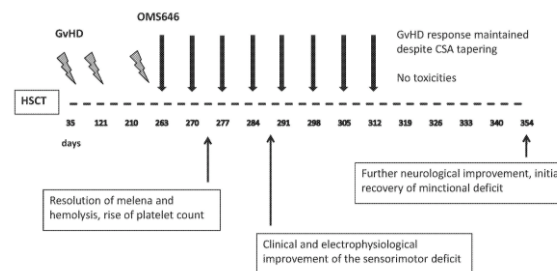 OMS646
GvHD
GvHD response maintained
despite CSA tapering
No toxicities
HSCT
35 121 210 263 270 277 284 291 298 305 312 319 326 333 340 354
days
Further neurological improvement, initial
recovery of minctional deficit
Resolution of melena and
hemolysis, rise of platelet count
Clinical and electrophysiological
improvement of the sensorimotor deficit